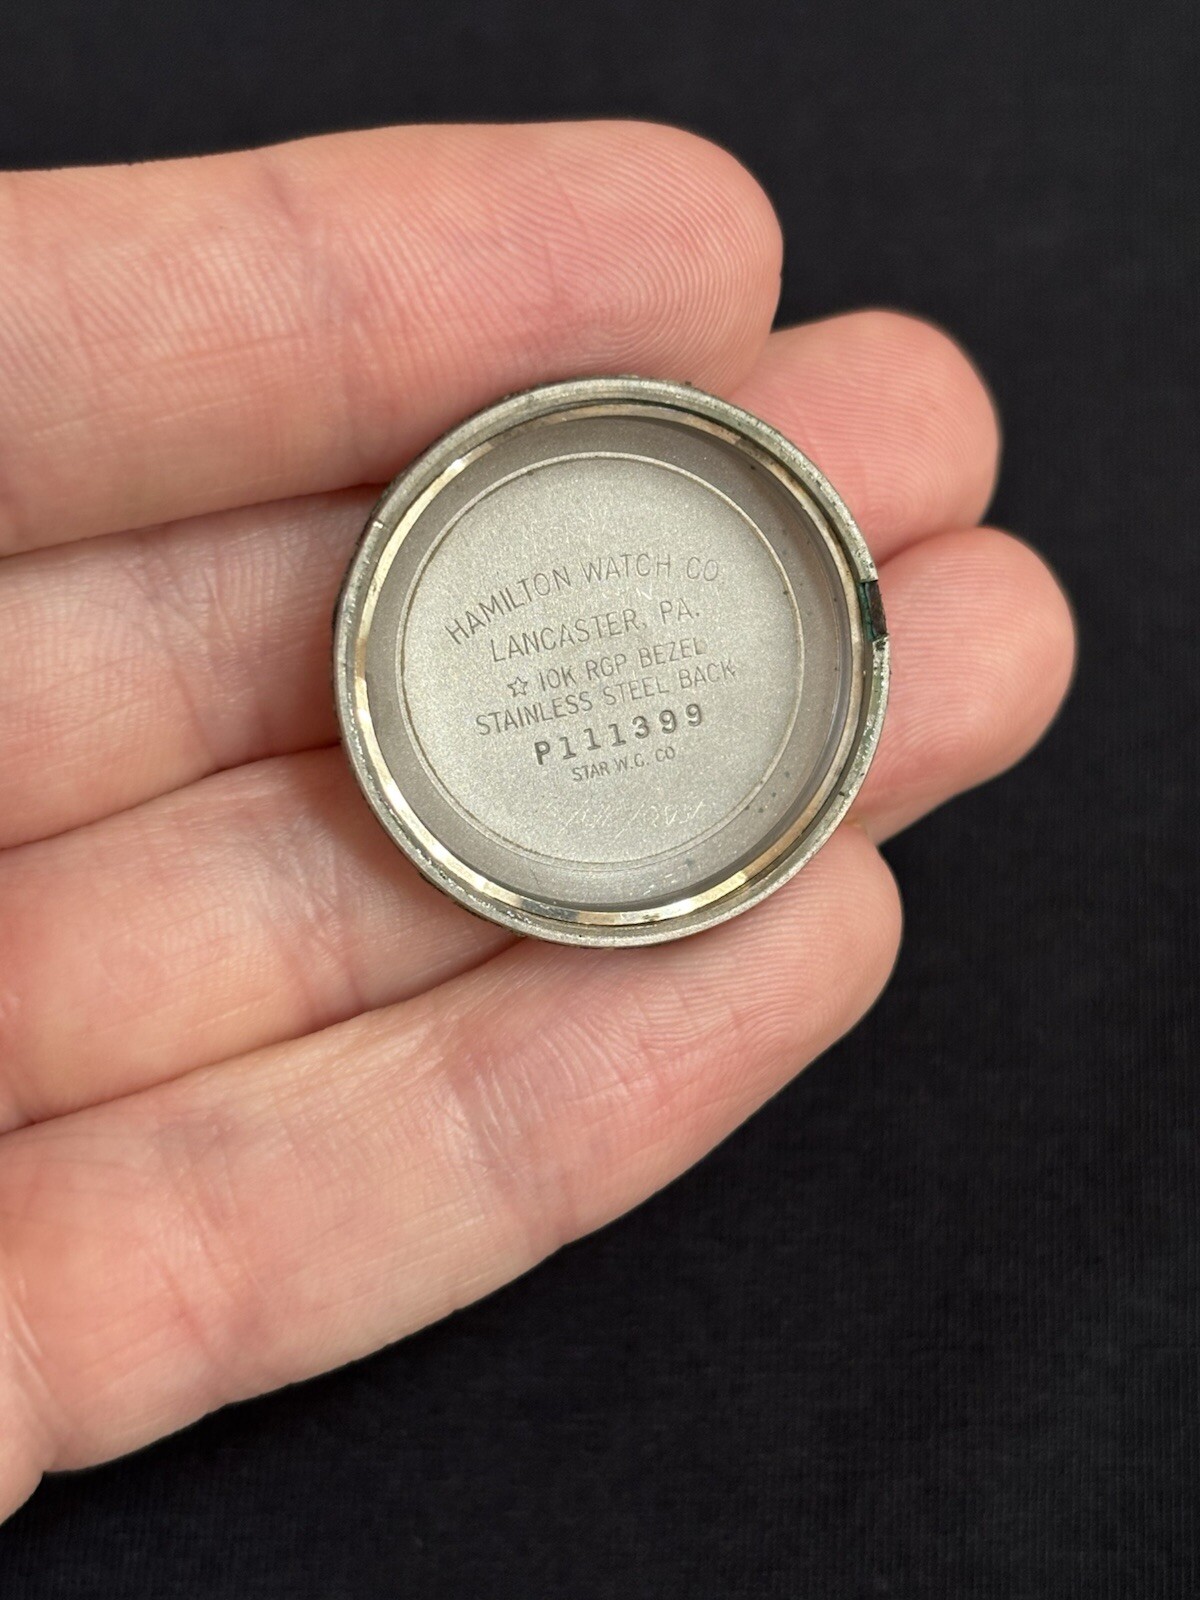 HAMILTON WATCH CO.
LANCASTER, PA.
☆ 10K RGP BEZEL
STAINLESS STEEL BACK
P111399
STAR W.C. CO